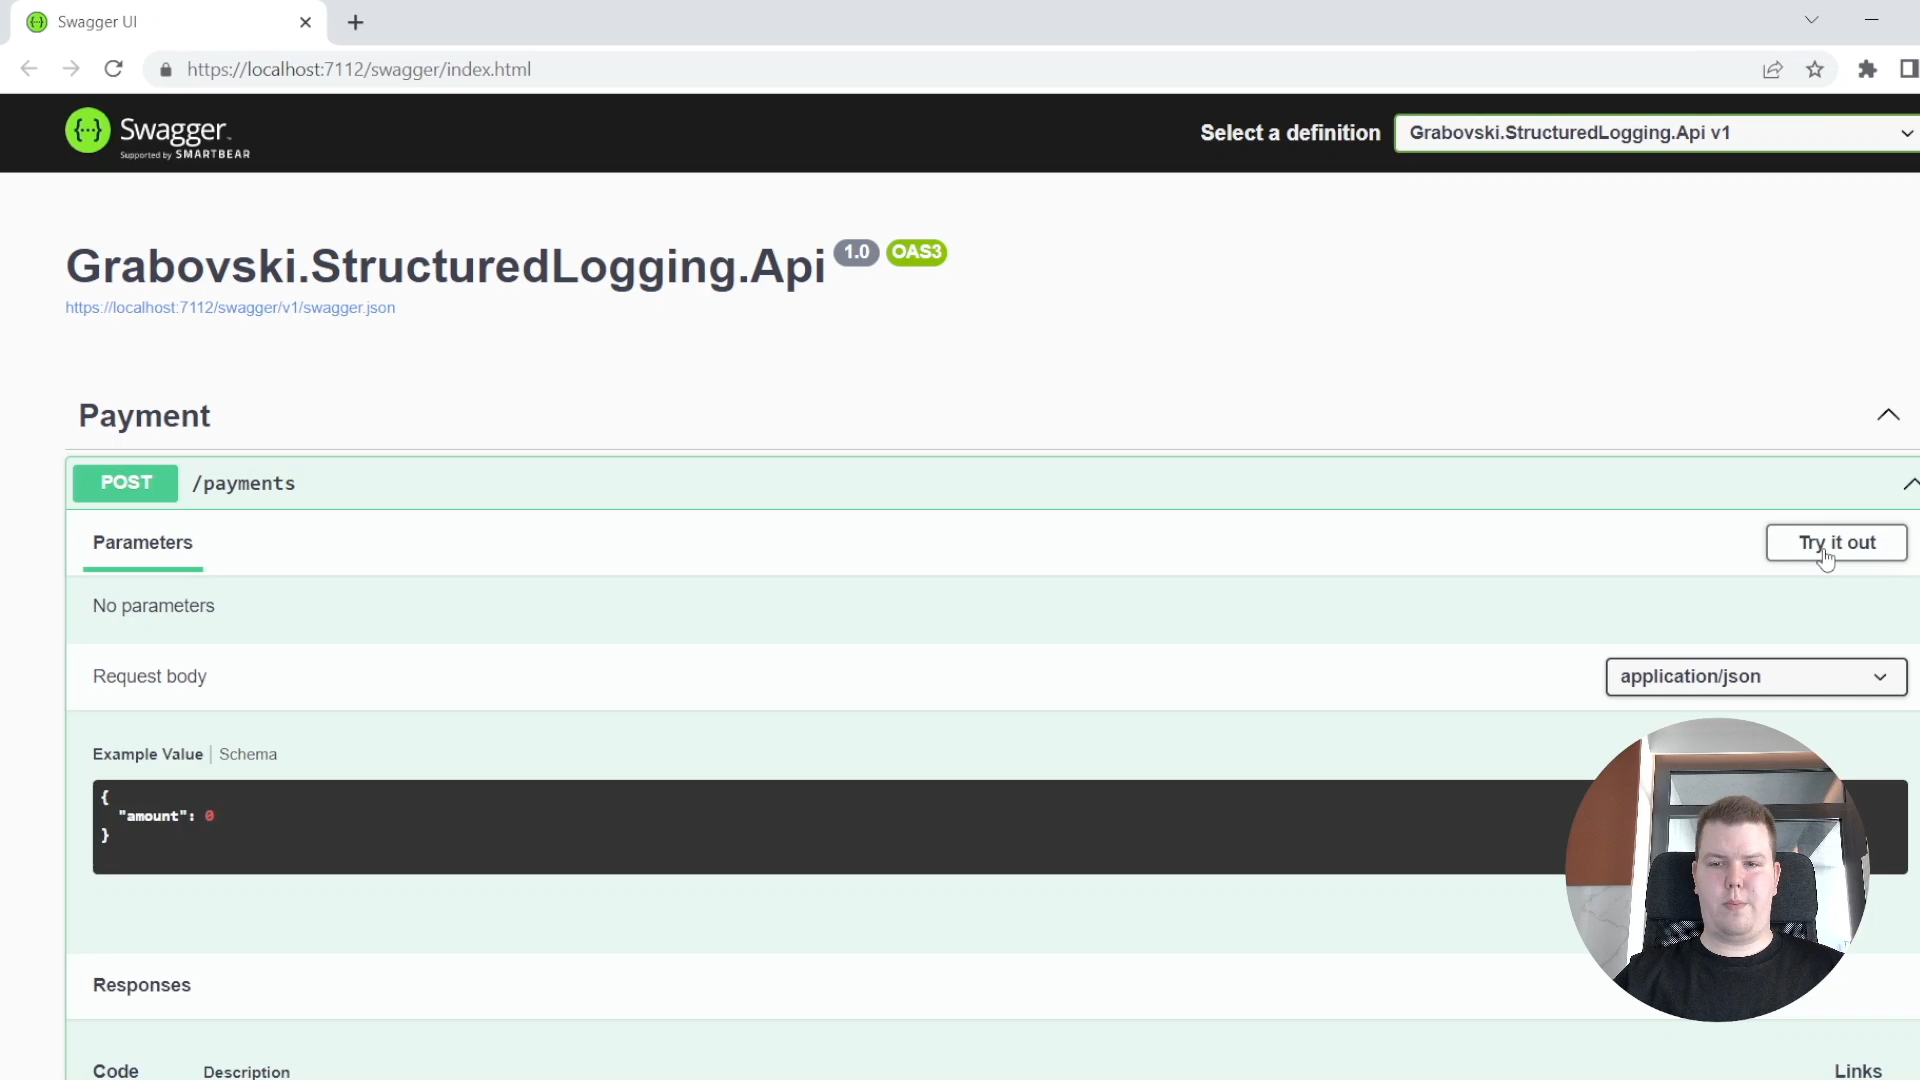 Swagger UI
https://localhost:7112/swagger/index.html
{···} Swagger™
Supported by SMARTBEAR
Select a definition
Grabovski.StructuredLogging.Api v1
Grabovski.StructuredLogging.Api 1.0 OAS3
https://localhost:7112/swagger/v1/swagger.json
Payment
POST /payments
Parameters
Try it out
No parameters
Request body
application/json
Example Value | Schema
{
"amount": 0
}
Responses
Code Description Links